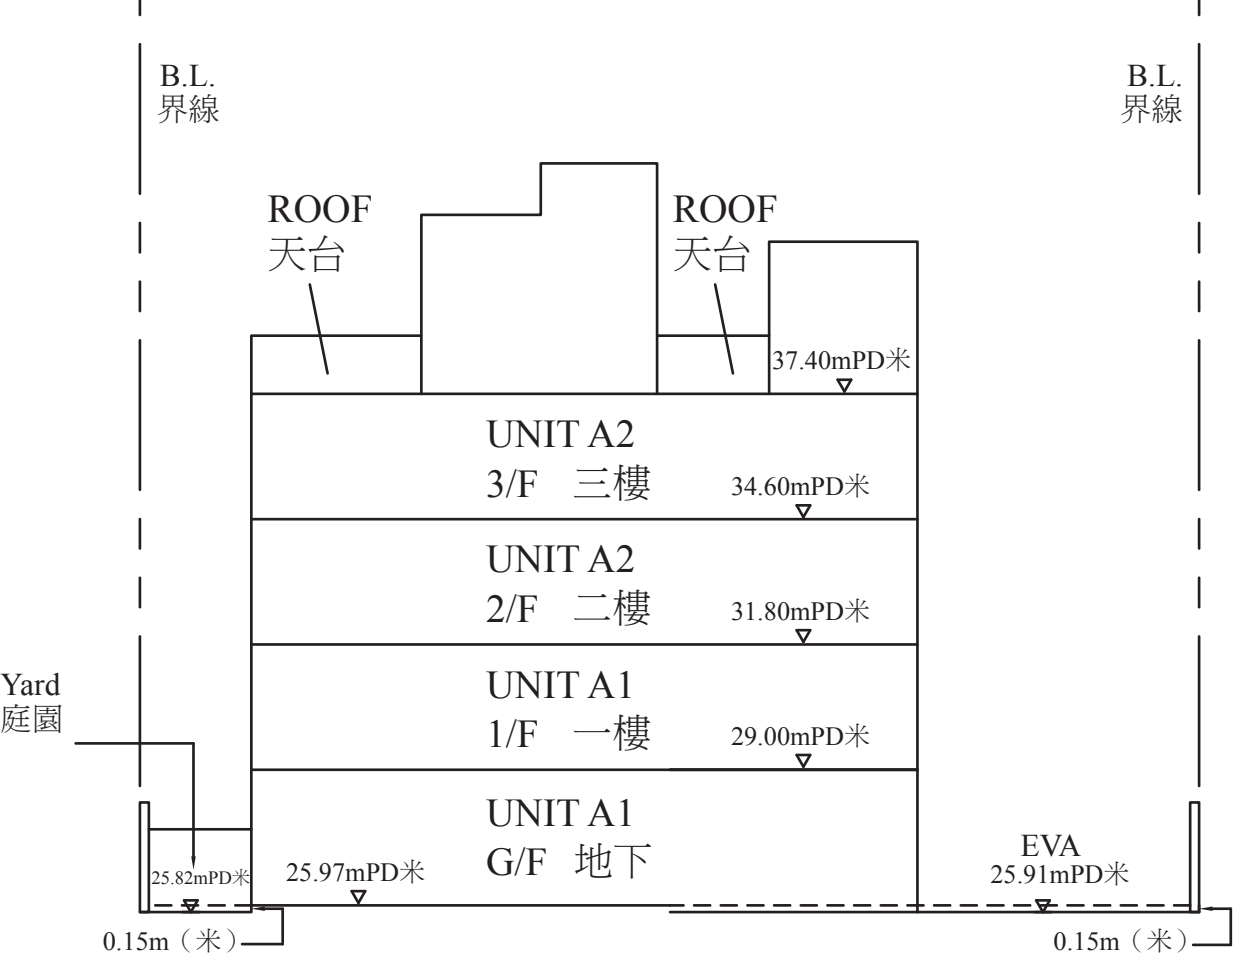 B.L.
界線
B.L.
界線
ROOF
天台
ROOF
天台
37.40mPD米
UNIT A2
3/F 三樓
34.60mPD米
UNIT A2
2/F 二樓
31.80mPD米
Yard
庭園
UNIT A1
1/F 一樓
29.00mPD米
UNIT A1
G/F 地下
25.82mPD米
25.97mPD米
EVA
25.91mPD米
0.15m（米）
0.15m（米）